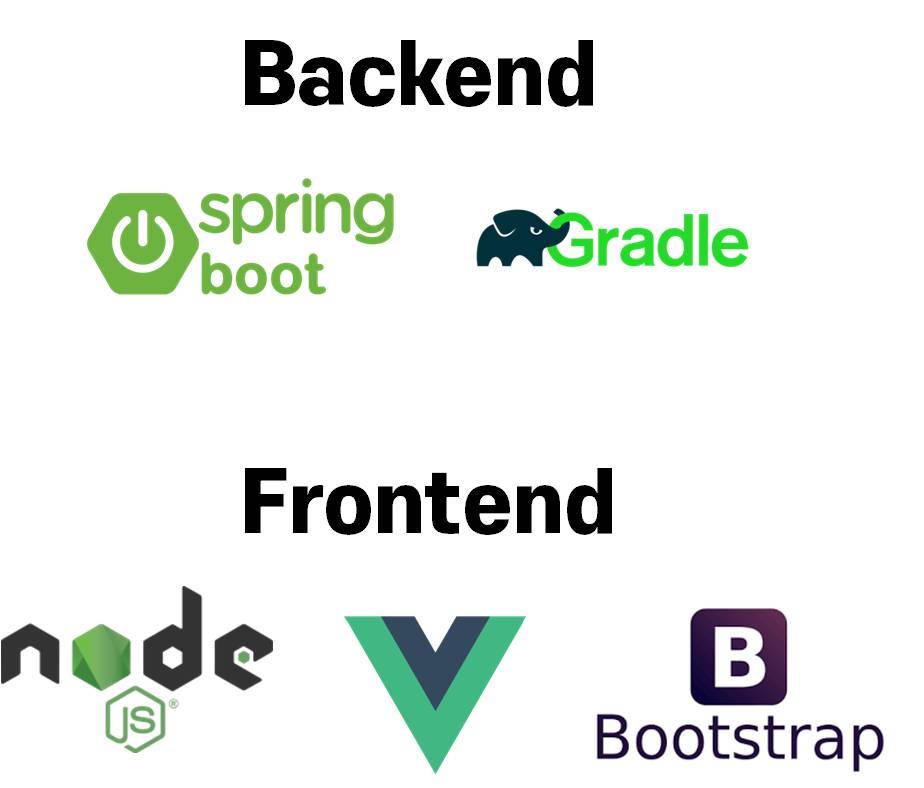 Backend
spring
boot
Gradle
Frontend
node
JS®
B
Bootstrap